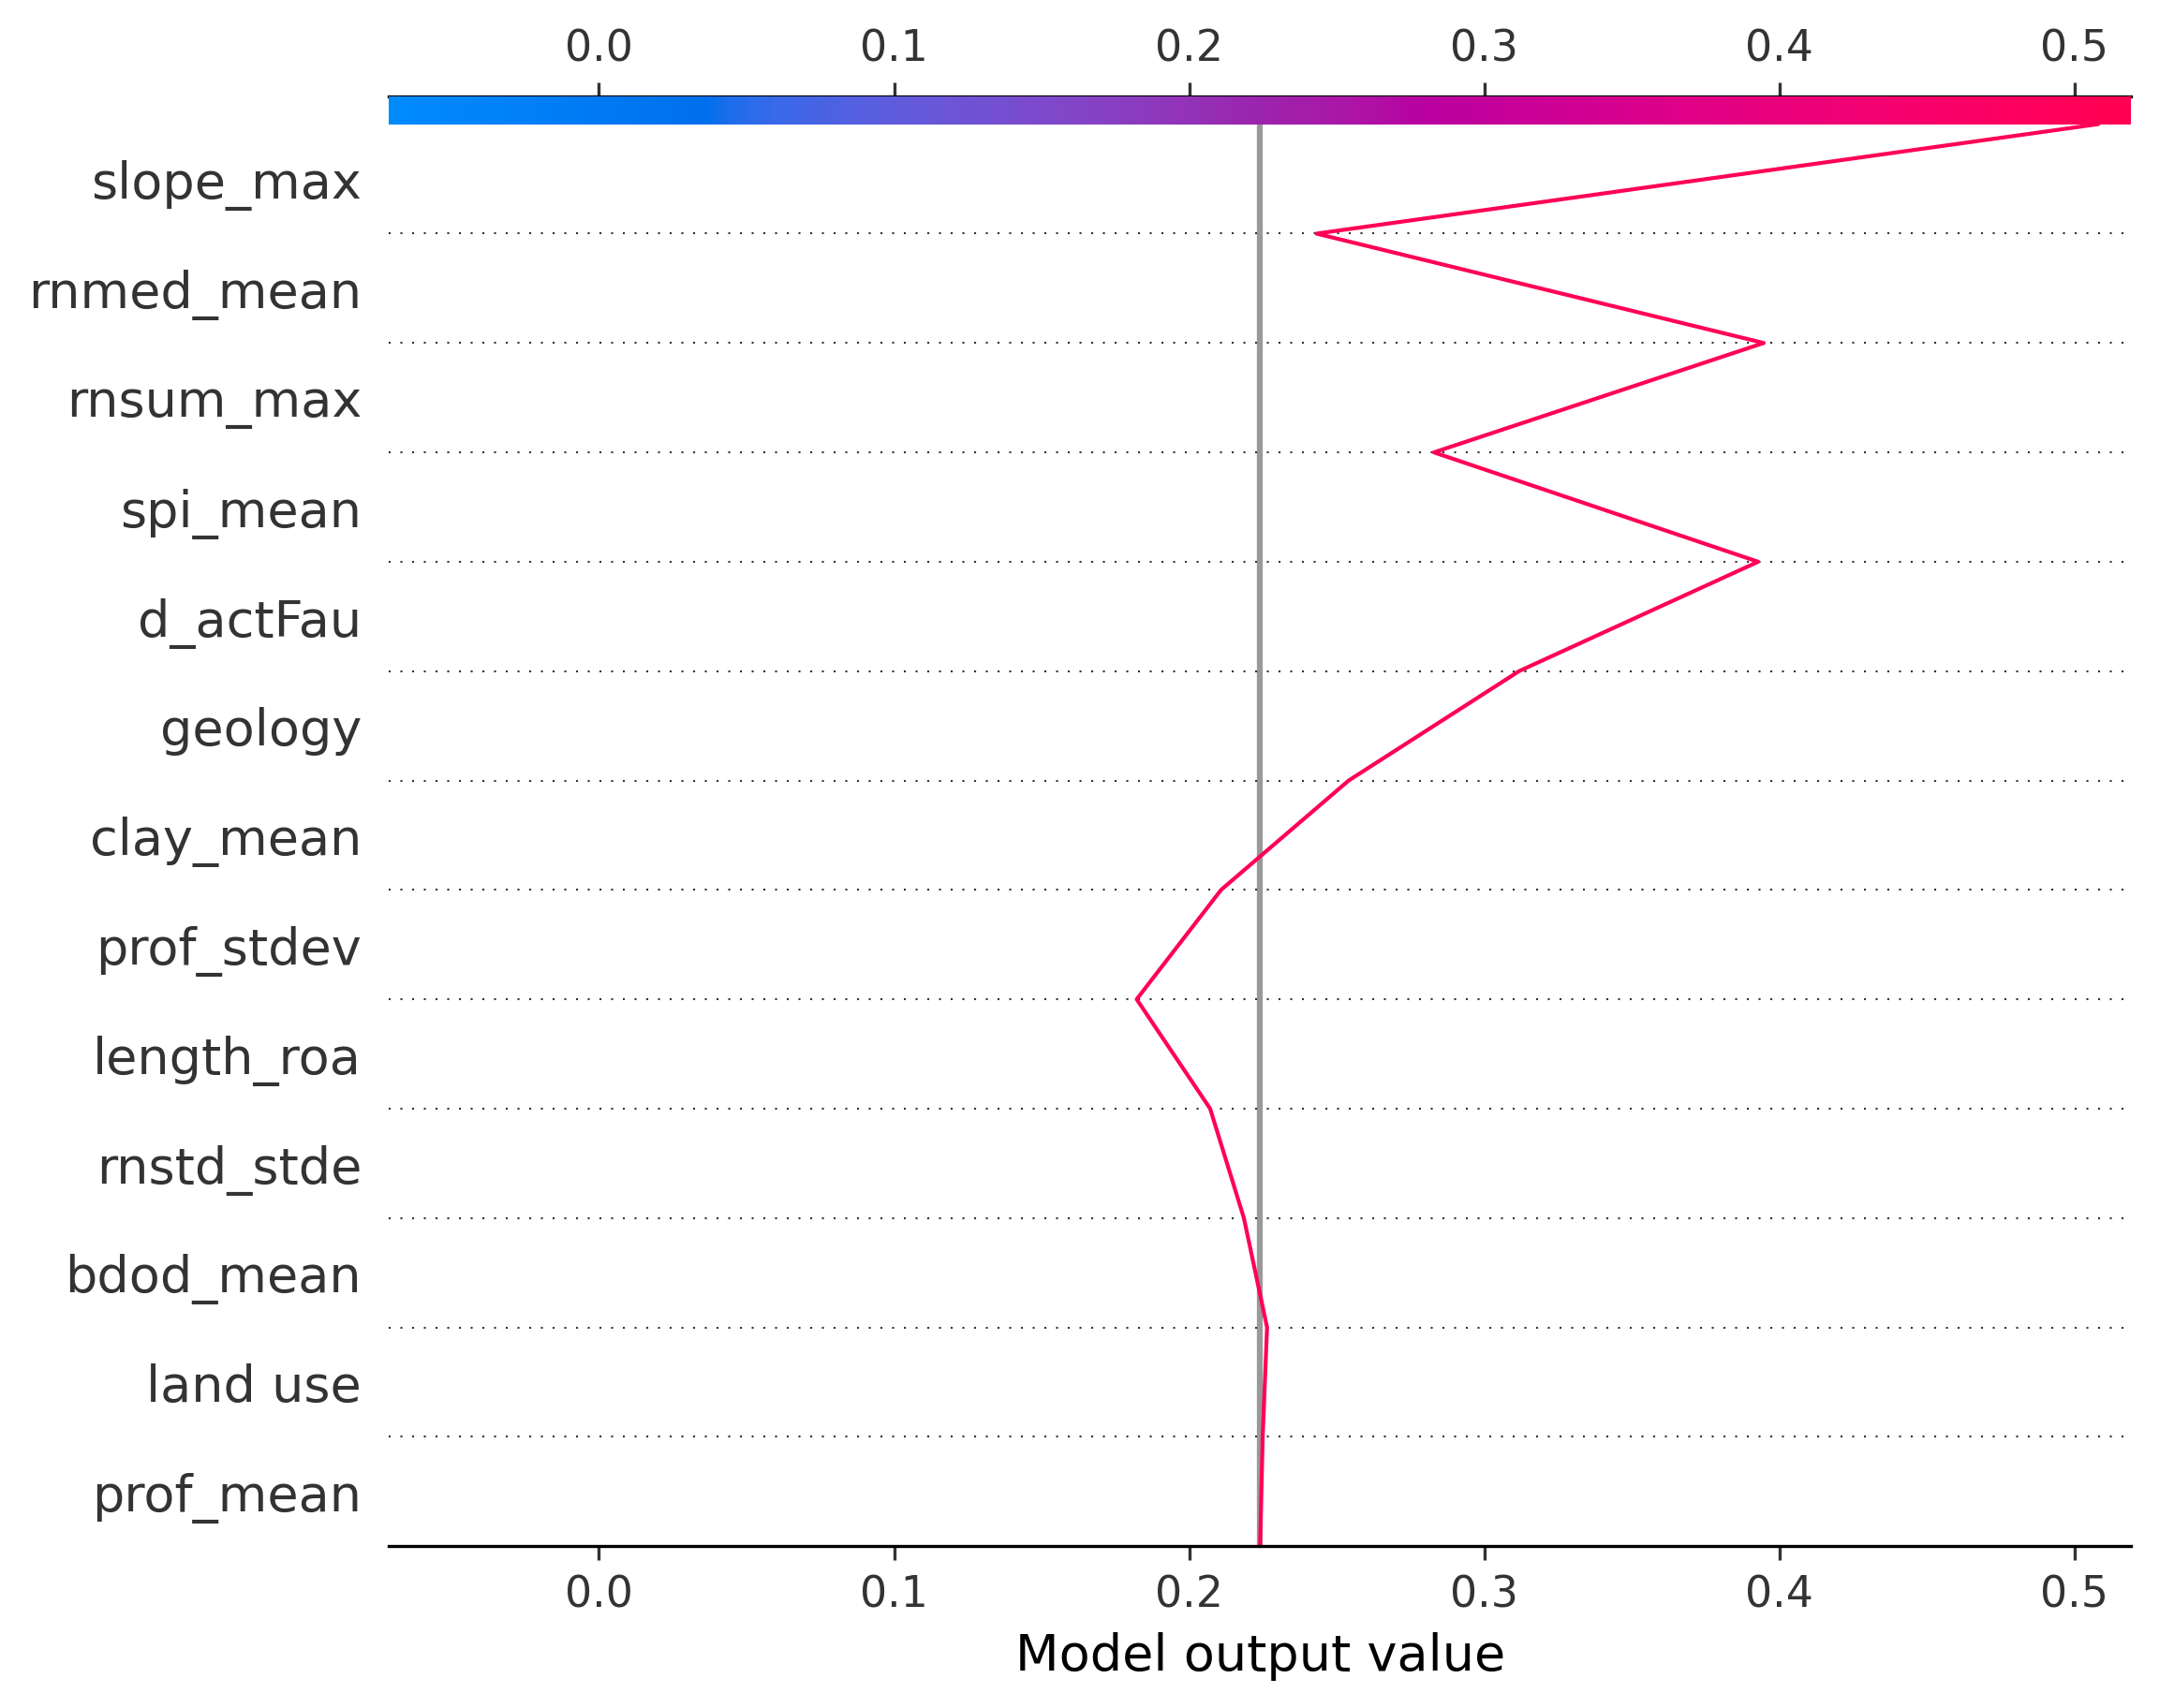 0.0 0.1 0.2 0.3 0.4 0.5
slope_max
rnmed_mean
rnsum_max
spi_mean
d_actFau
geology
clay_mean
prof_stdev
length_roa
rnstd_stde
bdod_mean
land use
prof_mean
0.0 0.1 0.2 0.3 0.4 0.5
Model output value